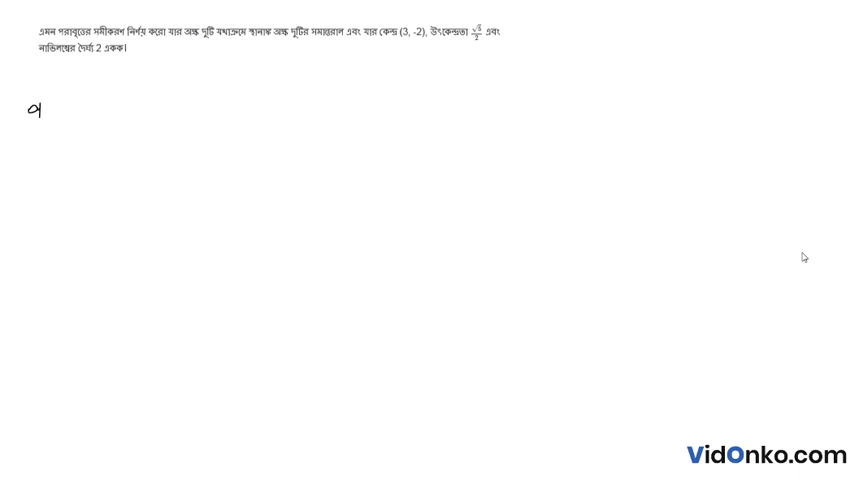 এমন পরাবৃত্তের সমীকরণ নির্ণয় করো যার অক্ষ দুটি যথাক্রমে স্থানাঙ্ক অক্ষ দুটির সমান্তরাল এবং যার কেন্দ্র (3, -2), উৎকেন্দ্রতা √3/2 এবং
নাভিলম্বের দৈর্ঘ্য 2 একক।
VidOnko.com